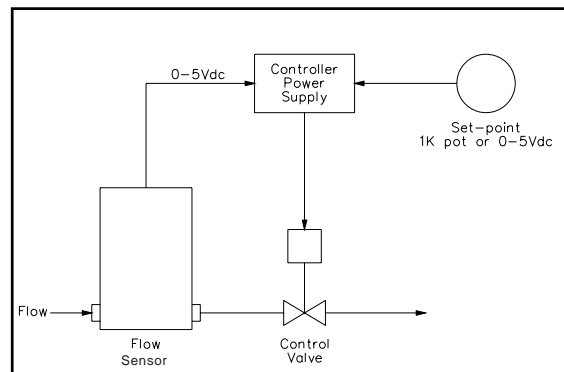 0–5Vdc
Controller
Power
Supply
Set–point
1K pot or 0–5Vdc
Flow
Flow
Sensor
Control
Valve